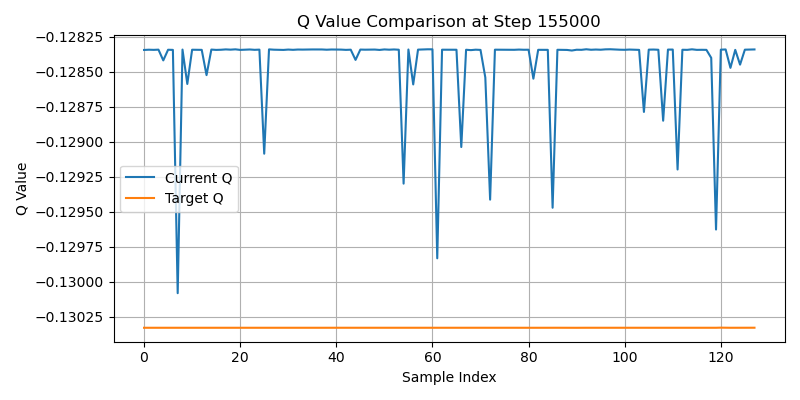 Q Value Comparison at Step 155000
Q Value
−0.12825
−0.12850
−0.12875
−0.12900
−0.12925
−0.12950
−0.12975
−0.13000
−0.13025
Current Q
Target Q
0 20 40 60 80 100 120
Sample Index